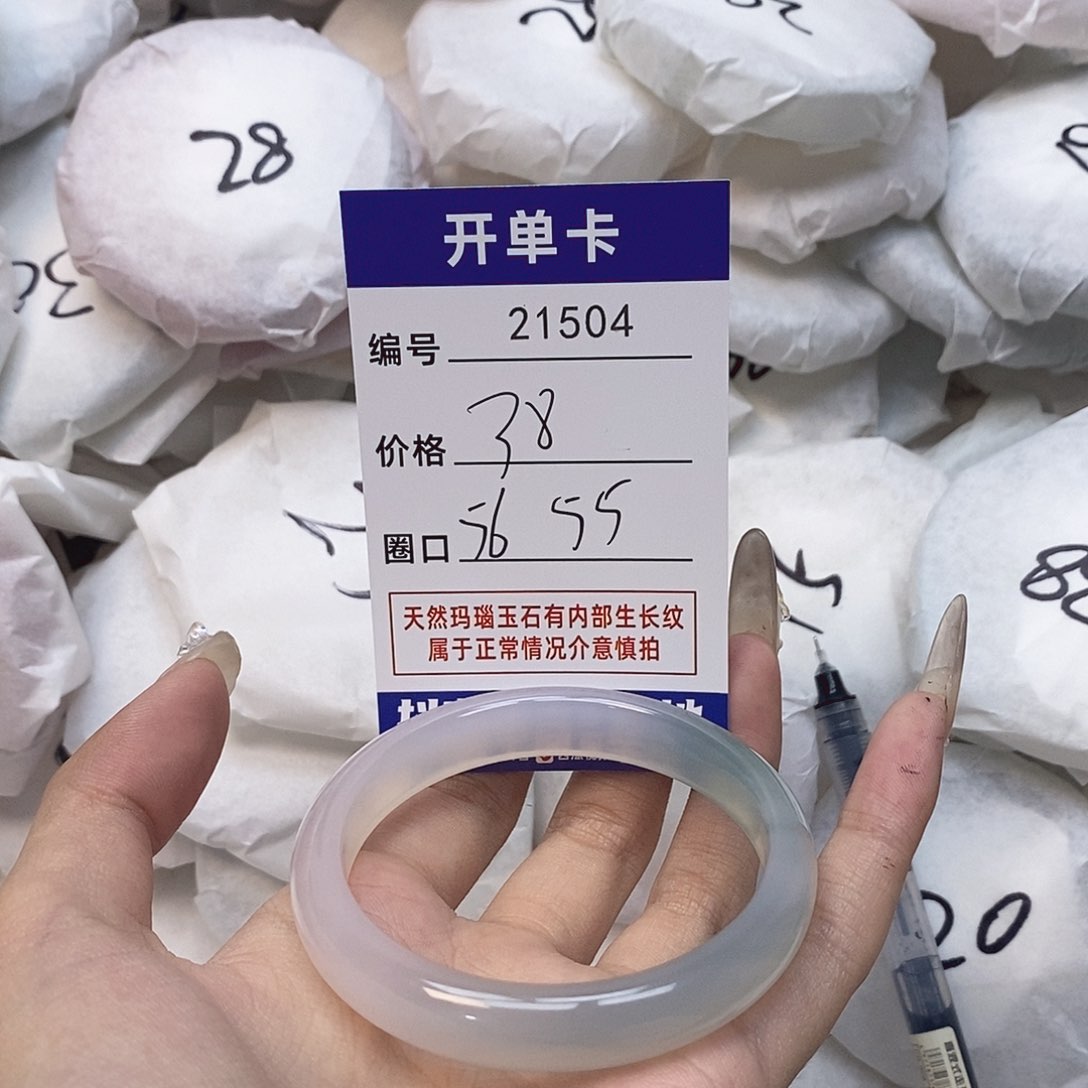 28
开单卡
编号 21504
价格 38
圈口 56 55
天然玛瑙玉石有内部生长纹
属于正常情况介意慎拍
88
20